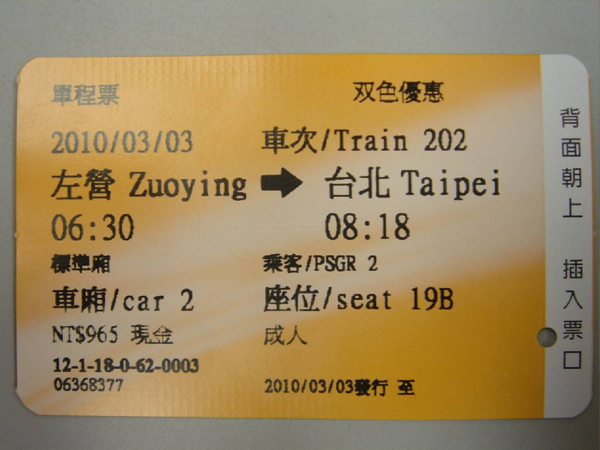 單程票
双色優惠
2010/03/03
車次/Train 202
左營 Zuoying → 台北 Taipei
06:30
08:18
標準廂
乘客/PSGR 2
車廂/car 2
座位/seat 19B
NT$965 現金
成人
12-1-18-0-62-0003
06368377
2010/03/03發行 至
背面朝上 插入票口